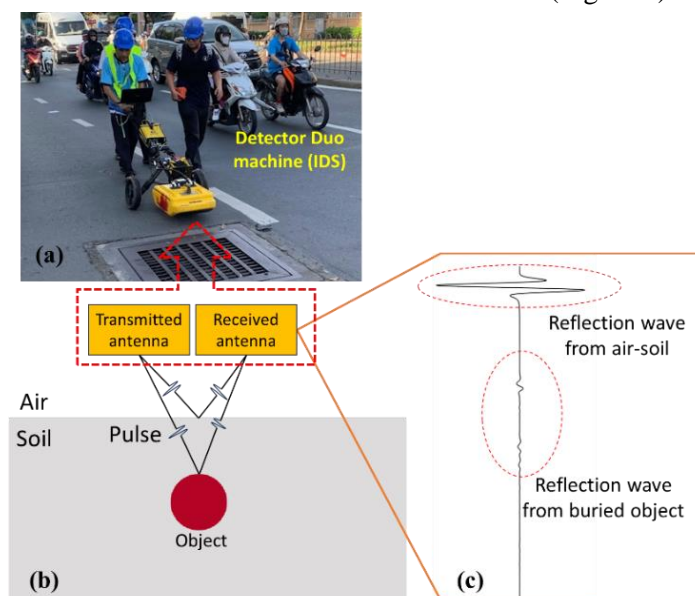 Detector Duo
machine (IDS)
(a)
Transmitted
antenna
Received
antenna
Reflection wave
from air-soil
Air
Soil
Pulse
Object
Reflection wave
from buried object
(b)
(c)